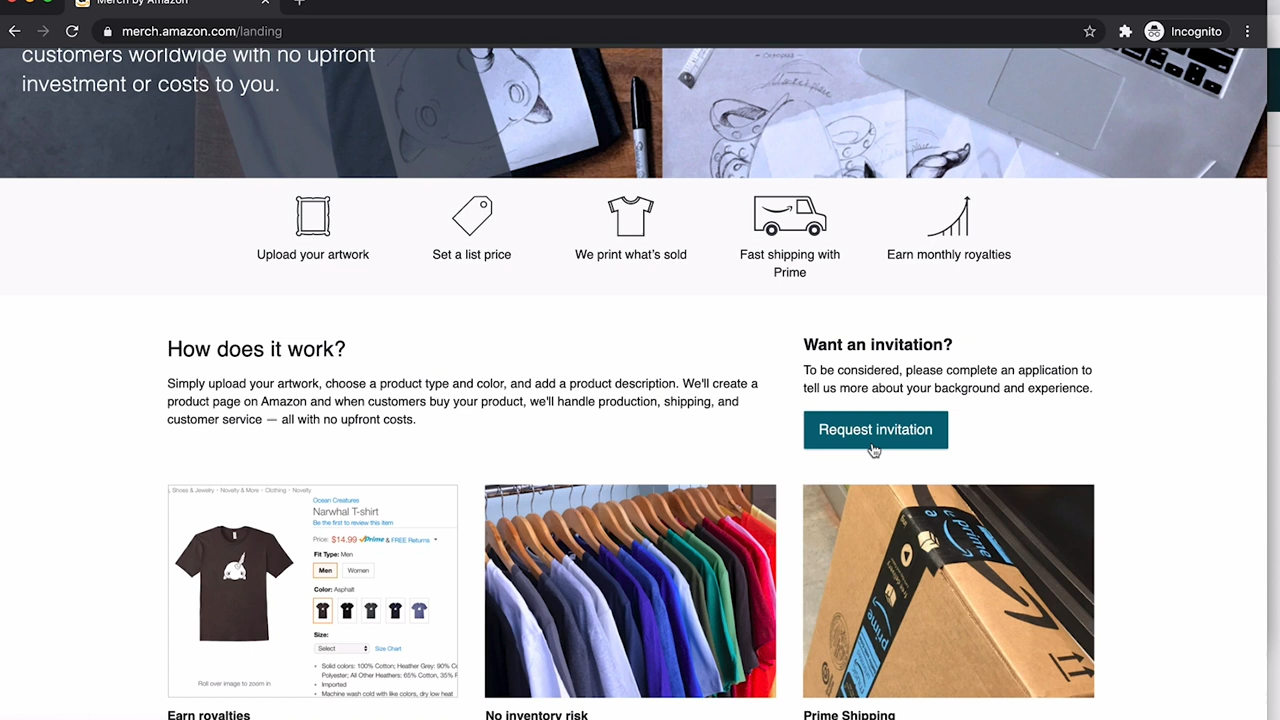 Merch by Amazon
merch.amazon.com/landing
Incognito
customers worldwide with no upfront
investment or costs to you.
Upload your artwork
Set a list price
We print what's sold
Fast shipping with
Prime
Earn monthly royalties
How does it work?
Simply upload your artwork, choose a product type and color, and add a product description. We'll create a
product page on Amazon and when customers buy your product, we'll handle production, shipping, and
customer service — all with no upfront costs.
Want an invitation?
To be considered, please complete an application to
tell us more about your background and experience.
Request invitation
, Shoes & Jewelry › Novelty & More › Clothing › Novelty
Ocean Creatures
Narwhal T-shirt
Be the first to review this item
Price: $14.99 Prime & FREE Returns
Fit Type: Men
Men
Women
Color: Asphalt
Size:
Select
Size Chart
• Solid colors: 100% Cotton; Heather Grey: 90% C
Polyester; All Other Heathers: 65% Cotton, 35% F
• Imported
• Machine wash cold with like colors, dry low heat
Roll over image to zoom in
prime
prime
Earn royalties
No inventory risk
Prime Shipping